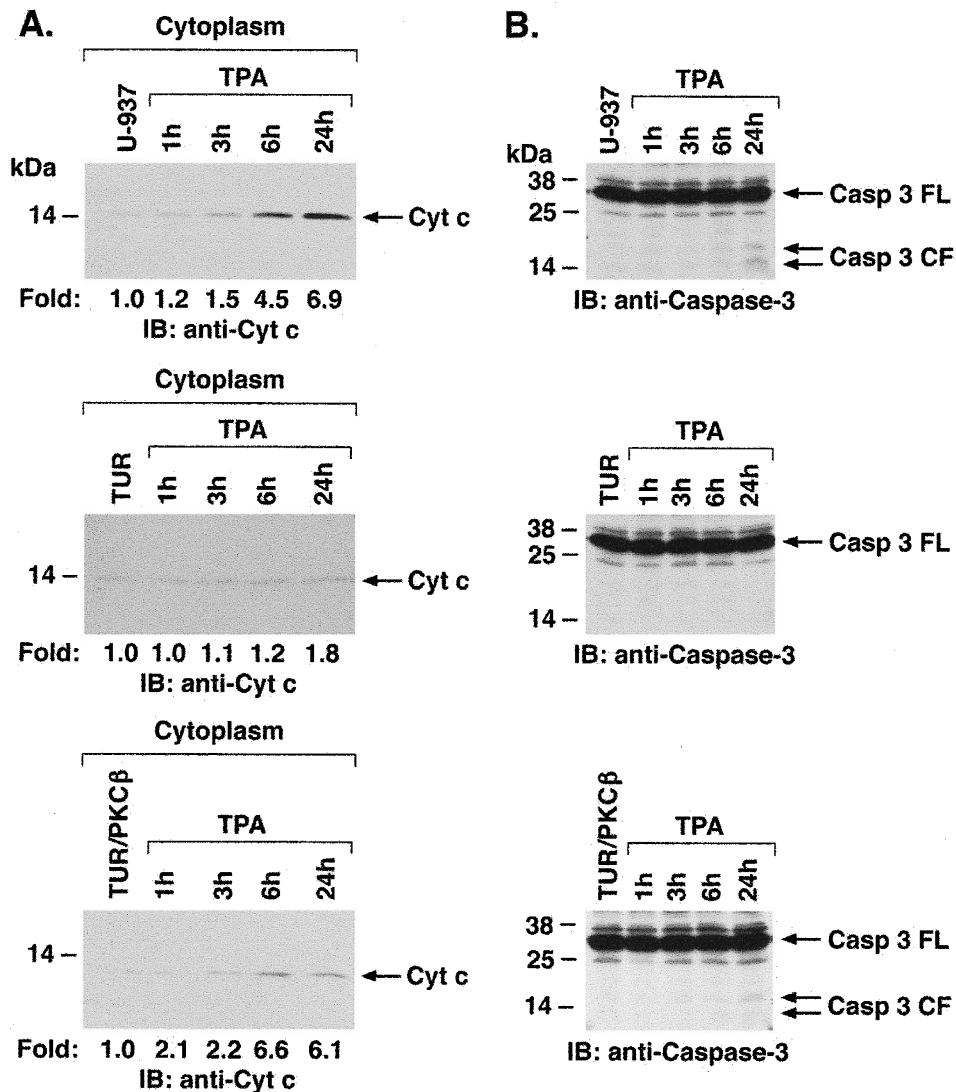 A.
Cytoplasm
TPA
U-937 1h 3h 6h 24h
kDa
14
Cyt c
Fold: 1.0 1.2 1.5 4.5 6.9
IB: anti-Cyt c
Cytoplasm
TPA
TUR 1h 3h 6h 24h
14
Cyt c
Fold: 1.0 1.0 1.1 1.2 1.8
IB: anti-Cyt c
Cytoplasm
TPA
TUR/PKCβ 1h 3h 6h 24h
14
Cyt c
Fold: 1.0 2.1 2.2 6.6 6.1
IB: anti-Cyt c
B.
TPA
U-937 1h 3h 6h 24h
kDa
38
Casp 3 FL
25
Casp 3 CF
14
IB: anti-Caspase-3
TPA
TUR 1h 3h 6h 24h
38
Casp 3 FL
25
14
IB: anti-Caspase-3
TPA
TUR/PKCβ 1h 3h 6h 24h
38
Casp 3 FL
25
14
Casp 3 CF
IB: anti-Caspase-3